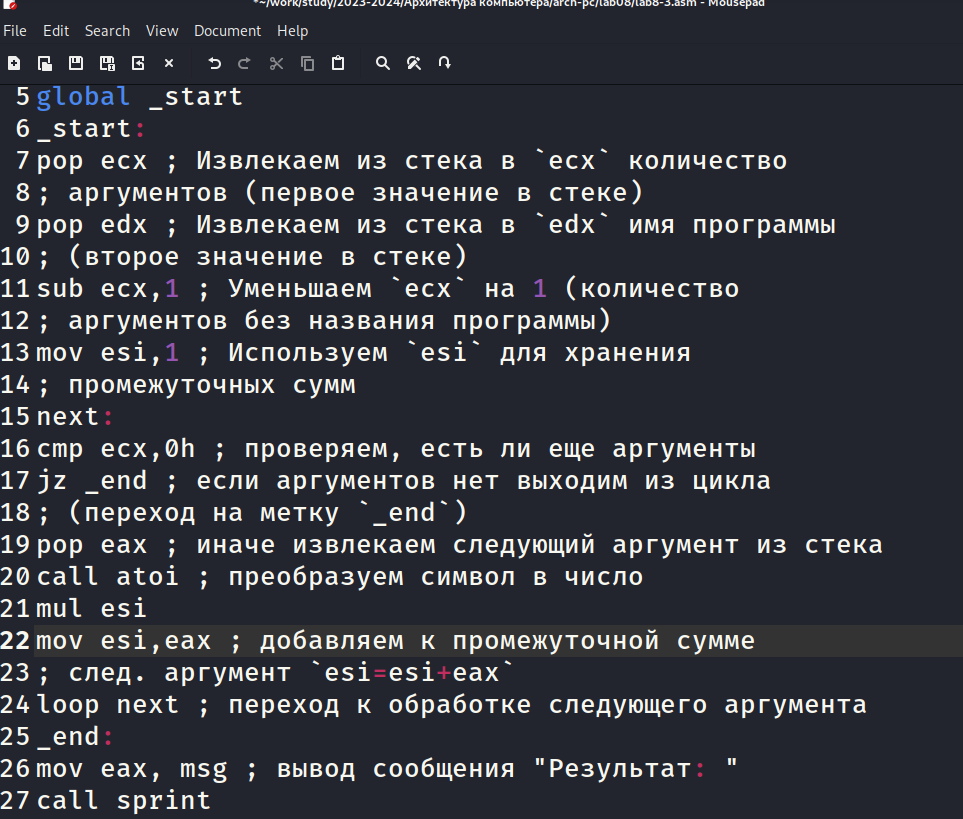 *~/work/study/2023-2024/Архитектура компьютера/arch-pc/lab08/lab8-3.asm - Mousepad
File Edit Search View Document Help
5 global _start
6 _start:
7 pop ecx ; Извлекаем из стека в `ecx` количество
8 ; аргументов (первое значение в стеке)
9 pop edx ; Извлекаем из стека в `edx` имя программы
10 ; (второе значение в стеке)
11 sub ecx,1 ; Уменьшаем `ecx` на 1 (количество
12 ; аргументов без названия программы)
13 mov esi,1 ; Используем `esi` для хранения
14 ; промежуточных сумм
15 next:
16 cmp ecx,0h ; проверяем, есть ли еще аргументы
17 jz _end ; если аргументов нет выходим из цикла
18 ; (переход на метку `_end`)
19 pop eax ; иначе извлекаем следующий аргумент из стека
20 call atoi ; преобразуем символ в число
21 mul esi
22 mov esi,eax ; добавляем к промежуточной сумме
23 ; след. аргумент `esi=esi+eax`
24 loop next ; переход к обработке следующего аргумента
25 _end:
26 mov eax, msg ; вывод сообщения "Результат: "
27 call sprint